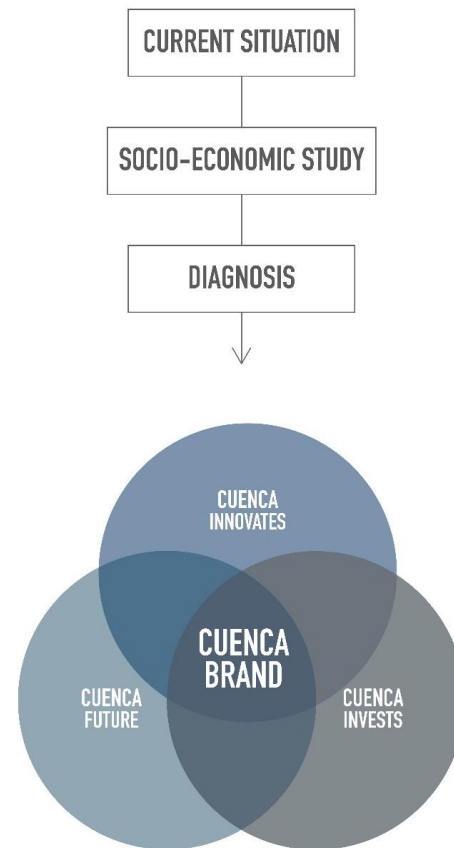 CURRENT SITUATION
SOCIO-ECONOMIC STUDY
DIAGNOSIS
CUENCA
INNOVATES
CUENCA
BRAND
CUENCA
FUTURE
CUENCA
INVESTS